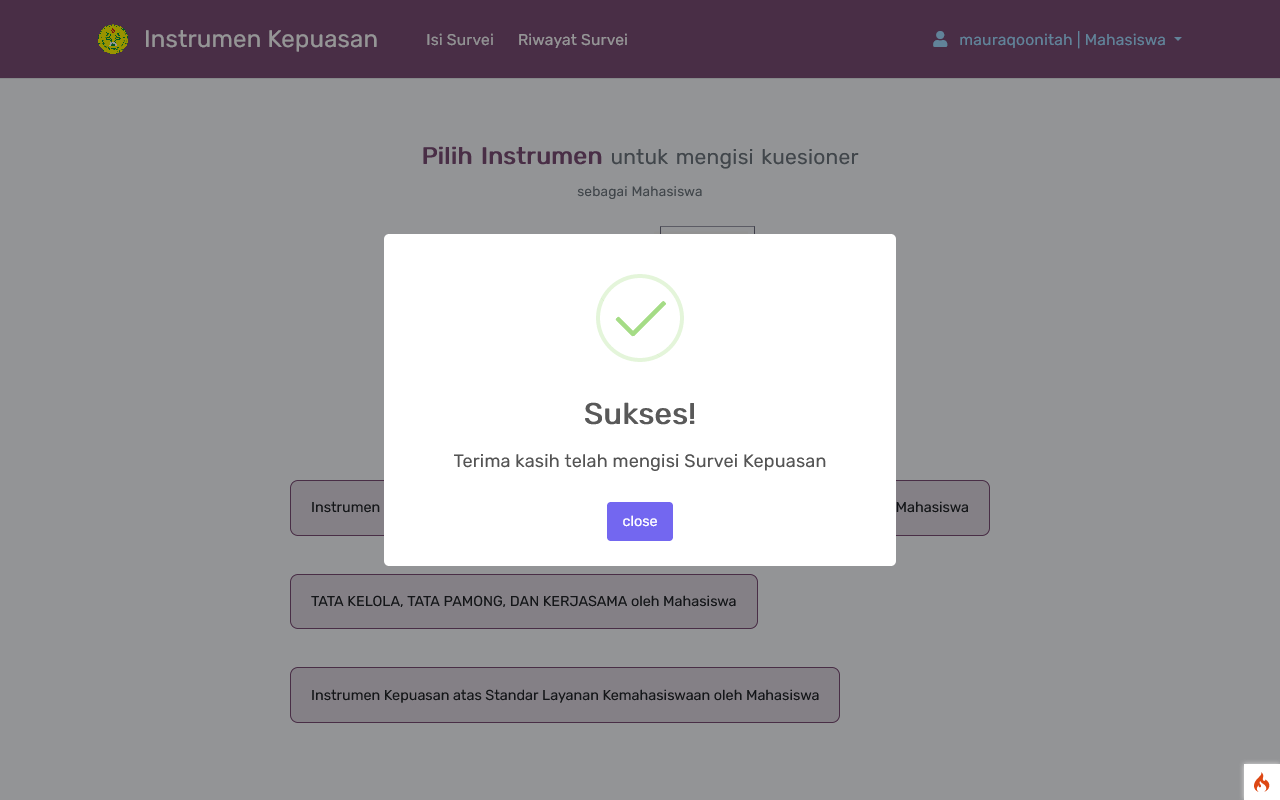 Instrumen Kepuasan
Isi Survei
Riwayat Survei
mauraqoonitah | Mahasiswa
Pilih Instrumen untuk mengisi kuesioner
sebagai Mahasiswa
Sukses!
Terima kasih telah mengisi Survei Kepuasan
close
Instrumen Mahasiswa
TATA KELOLA, TATA PAMONG, DAN KERJASAMA oleh Mahasiswa
Instrumen Kepuasan atas Standar Layanan Kemahasiswaan oleh Mahasiswa